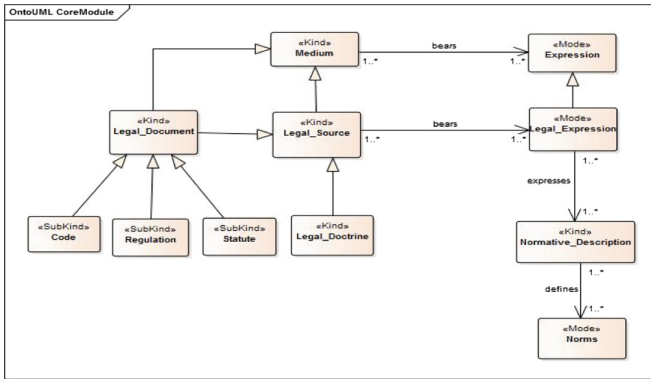 OntoUML CoreModule
«Kind»
Medium
bears
1..*
1..*
«Mode»
Expression
«Kind»
Legal_Document
«Kind»
Legal_Source
bears
1..*
1..*
«Mode»
Legal_Expression
1..*
expresses
1..*
«SubKind»
Code
«SubKind»
Regulation
«SubKind»
Statute
«Kind»
Legal_Doctrine
«Kind»
Normative_Description
1..*
defines
1..*
«Mode»
Norms